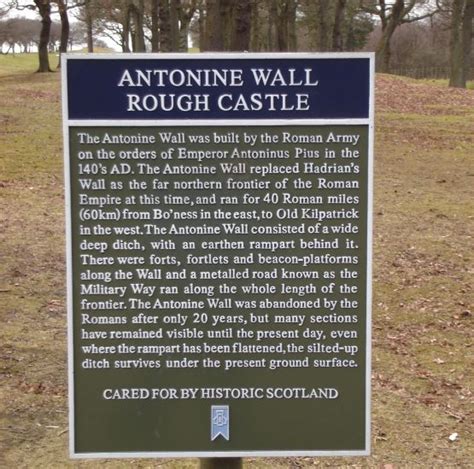 ANTONINE WALL
ROUGH CASTLE
The Antonine Wall was built by the Roman Army
on the orders of Emperor Antoninus Pius in the
140's AD. The Antonine Wall replaced Hadrian's
Wall as the far northern frontier of the Roman
Empire at this time, and ran for 40 Roman miles
(60km) from Bo'ness in the east, to Old Kilpatrick
in the west. The Antonine Wall consisted of a wide
deep ditch, with an earthen rampart behind it.
There were forts, fortlets and beacon-platforms
along the Wall and a metalled road known as the
Military Way ran along the whole length of the
frontier. The Antonine Wall was abandoned by the
Romans after only 20 years, but many sections
have remained visible until the present day, even
where the rampart has been flattened, the silted-up
ditch survives under the present ground surface.
CARED FOR BY HISTORIC SCOTLAND